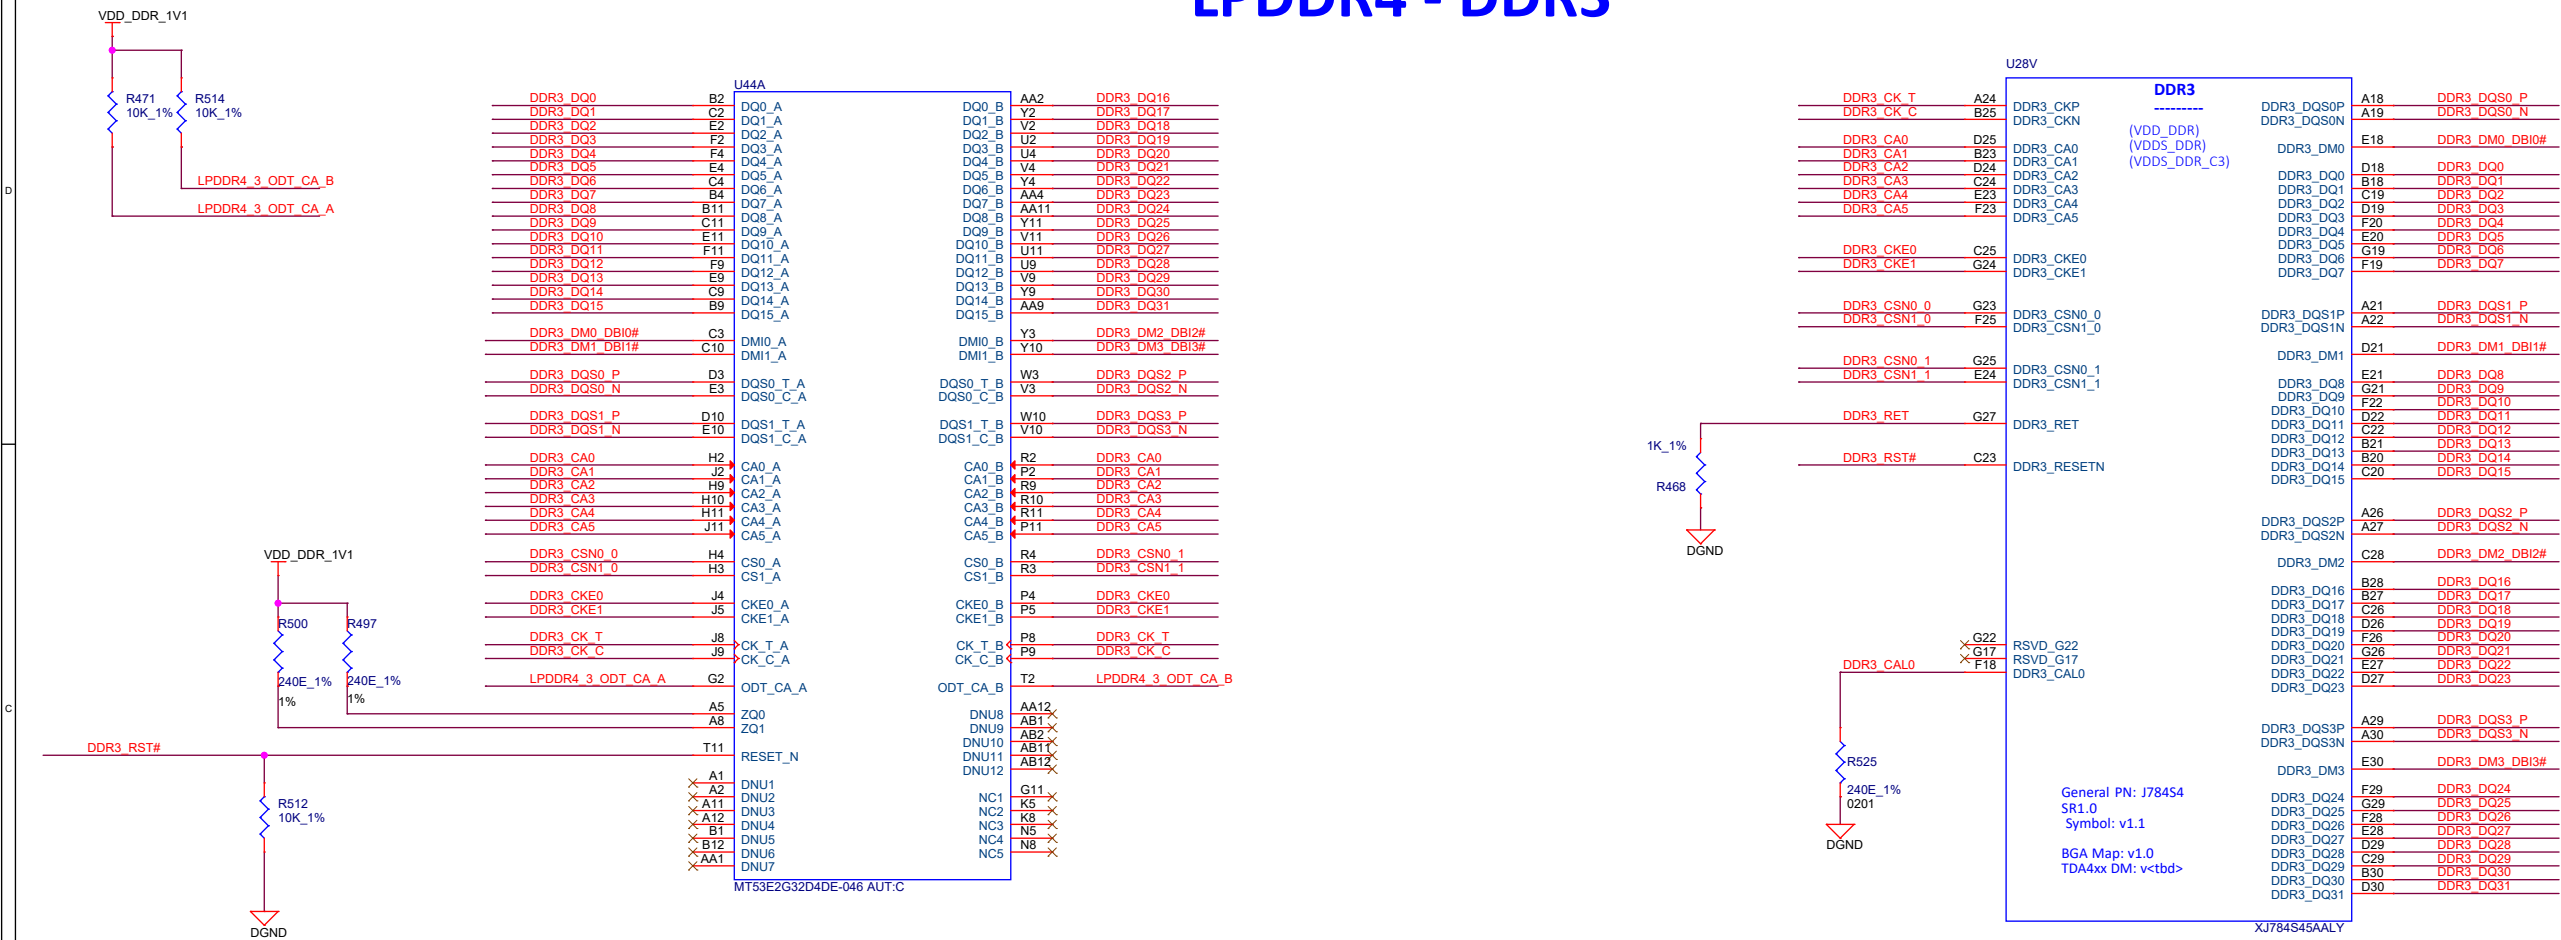 LPDDR4 - DDR3
VDD_DDR_1V1
R471
10K_1%
R514
10K_1%
LPDDR4_3_ODT_CA_B
LPDDR4_3_ODT_CA_A
D
C
U44A
DDR3_DQ0 B2 DQ0_A DQ0_B AA2 DDR3_DQ16
DDR3_DQ1 C2 DQ1_A DQ1_B Y2 DDR3_DQ17
DDR3_DQ2 E2 DQ2_A DQ2_B V2 DDR3_DQ18
DDR3_DQ3 F2 DQ3_A DQ3_B U2 DDR3_DQ19
DDR3_DQ4 F4 DQ4_A DQ4_B U4 DDR3_DQ20
DDR3_DQ5 E4 DQ5_A DQ5_B V4 DDR3_DQ21
DDR3_DQ6 C4 DQ6_A DQ6_B Y4 DDR3_DQ22
DDR3_DQ7 B4 DQ7_A DQ7_B AA4 DDR3_DQ23
DDR3_DQ8 B11 DQ8_A DQ8_B AA11 DDR3_DQ24
DDR3_DQ9 C11 DQ9_A DQ9_B Y11 DDR3_DQ25
DDR3_DQ10 E11 DQ10_A DQ10_B V11 DDR3_DQ26
DDR3_DQ11 F11 DQ11_A DQ11_B U11 DDR3_DQ27
DDR3_DQ12 F9 DQ12_A DQ12_B U9 DDR3_DQ28
DDR3_DQ13 E9 DQ13_A DQ13_B V9 DDR3_DQ29
DDR3_DQ14 C9 DQ14_A DQ14_B Y9 DDR3_DQ30
DDR3_DQ15 B9 DQ15_A DQ15_B AA9 DDR3_DQ31
DDR3_DM0_DBI0# C3 DMI0_A DMI0_B Y3 DDR3_DM2_DBI2#
DDR3_DM1_DBI1# C10 DMI1_A DMI1_B Y10 DDR3_DM3_DBI3#
DDR3_DQS0_P D3 DQS0_T_A DQS0_T_B W3 DDR3_DQS2_P
DDR3_DQS0_N E3 DQS0_C_A DQS0_C_B V3 DDR3_DQS2_N
DDR3_DQS1_P D10 DQS1_T_A DQS1_T_B W10 DDR3_DQS3_P
DDR3_DQS1_N E10 DQS1_C_A DQS1_C_B V10 DDR3_DQS3_N
DDR3_CA0 H2 CA0_A CA0_B R2 DDR3_CA0
DDR3_CA1 J2 CA1_A CA1_B P2 DDR3_CA1
DDR3_CA2 H9 CA2_A CA2_B R9 DDR3_CA2
DDR3_CA3 H10 CA3_A CA3_B R10 DDR3_CA3
DDR3_CA4 H11 CA4_A CA4_B R11 DDR3_CA4
DDR3_CA5 J11 CA5_A CA5_B P11 DDR3_CA5
DDR3_CSN0_0 H4 CS0_A CS0_B R4 DDR3_CSN0_1
DDR3_CSN1_0 H3 CS1_A CS1_B R3 DDR3_CSN1_1
DDR3_CKE0 J4 CKE0_A CKE0_B P4 DDR3_CKE0
DDR3_CKE1 J5 CKE1_A CKE1_B P5 DDR3_CKE1
DDR3_CK_T J8 CK_T_A CK_T_B P8 DDR3_CK_T
DDR3_CK_C J9 CK_C_A CK_C_B P9 DDR3_CK_C
LPDDR4_3_ODT_CA_A G2 ODT_CA_A ODT_CA_B T2 LPDDR4_3_ODT_CA_B
A5 ZQ0 DNU8 AA12
A8 ZQ1 DNU9 AB1
DNU10 AB2
T11 RESET_N DNU11 AB11
DNU12 AB12
A1 DNU1
A2 DNU2 NC1 G11
A11 DNU3 NC2 K5
A12 DNU4 NC3 K8
B1 DNU5 NC4 N5
B12 DNU6 NC5 N8
AA1 DNU7
MT53E2G32D4DE-046 AUT:C
VDD_DDR_1V1
R500
240E_1%
1%
R497
240E_1%
1%
DDR3_RST#
R512
10K_1%
DGND
U28V
DDR3
---------
(VDD_DDR)
(VDDS_DDR)
(VDDS_DDR_C3)
DDR3_CK_T A24 DDR3_CKP
DDR3_CK_C B25 DDR3_CKN
DDR3_CA0 D25 DDR3_CA0
DDR3_CA1 B23 DDR3_CA1
DDR3_CA2 D24 DDR3_CA2
DDR3_CA3 C24 DDR3_CA3
DDR3_CA4 E23 DDR3_CA4
DDR3_CA5 F23 DDR3_CA5
DDR3_CKE0 C25 DDR3_CKE0
DDR3_CKE1 G24 DDR3_CKE1
DDR3_CSN0_0 G23 DDR3_CSN0_0
DDR3_CSN1_0 F25 DDR3_CSN1_0
DDR3_CSN0_1 G25 DDR3_CSN0_1
DDR3_CSN1_1 E24 DDR3_CSN1_1
DDR3_RET G27 DDR3_RET
1K_1%
R468
DGND
DDR3_RST# C23 DDR3_RESETN
G22 RSVD_G22
G17 RSVD_G17
DDR3_CAL0 F18 DDR3_CAL0
R525
240E_1%
0201
DGND
DDR3_DQS0P A18 DDR3_DQS0_P
DDR3_DQS0N A19 DDR3_DQS0_N
DDR3_DM0 E18 DDR3_DM0_DBI0#
DDR3_DQ0 D18 DDR3_DQ0
DDR3_DQ1 B18 DDR3_DQ1
DDR3_DQ2 C19 DDR3_DQ2
DDR3_DQ3 D19 DDR3_DQ3
DDR3_DQ4 F20 DDR3_DQ4
DDR3_DQ5 E20 DDR3_DQ5
DDR3_DQ6 G19 DDR3_DQ6
DDR3_DQ7 F19 DDR3_DQ7
DDR3_DQS1P A21 DDR3_DQS1_P
DDR3_DQS1N A22 DDR3_DQS1_N
DDR3_DM1 D21 DDR3_DM1_DBI1#
DDR3_DQ8 E21 DDR3_DQ8
DDR3_DQ9 G21 DDR3_DQ9
DDR3_DQ10 F22 DDR3_DQ10
DDR3_DQ11 D22 DDR3_DQ11
DDR3_DQ12 C22 DDR3_DQ12
DDR3_DQ13 B21 DDR3_DQ13
DDR3_DQ14 B20 DDR3_DQ14
DDR3_DQ15 C20 DDR3_DQ15
DDR3_DQS2P A26 DDR3_DQS2_P
DDR3_DQS2N A27 DDR3_DQS2_N
DDR3_DM2 C28 DDR3_DM2_DBI2#
DDR3_DQ16 B28 DDR3_DQ16
DDR3_DQ17 B27 DDR3_DQ17
DDR3_DQ18 C26 DDR3_DQ18
DDR3_DQ19 D26 DDR3_DQ19
DDR3_DQ20 F26 DDR3_DQ20
DDR3_DQ21 G26 DDR3_DQ21
DDR3_DQ22 E27 DDR3_DQ22
DDR3_DQ23 D27 DDR3_DQ23
DDR3_DQS3P A29 DDR3_DQS3_P
DDR3_DQS3N A30 DDR3_DQS3_N
DDR3_DM3 E30 DDR3_DM3_DBI3#
DDR3_DQ24 F29 DDR3_DQ24
DDR3_DQ25 G29 DDR3_DQ25
DDR3_DQ26 F28 DDR3_DQ26
DDR3_DQ27 E28 DDR3_DQ27
DDR3_DQ28 D29 DDR3_DQ28
DDR3_DQ29 C29 DDR3_DQ29
DDR3_DQ30 B30 DDR3_DQ30
DDR3_DQ31 D30 DDR3_DQ31
General PN: J784S4
SR1.0
Symbol: v1.1
BGA Map: v1.0
TDA4xx DM: v<tbd>
XJ784S45AALY